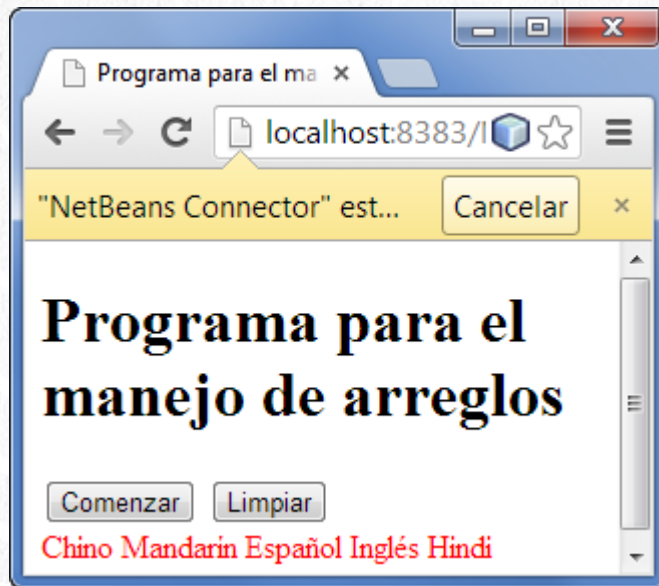 Programa para el ma
localhost:8383/
"NetBeans Connector" est... Cancelar
Programa para el
manejo de arreglos
Comenzar Limpiar
Chino Mandarin Español Inglés Hindi